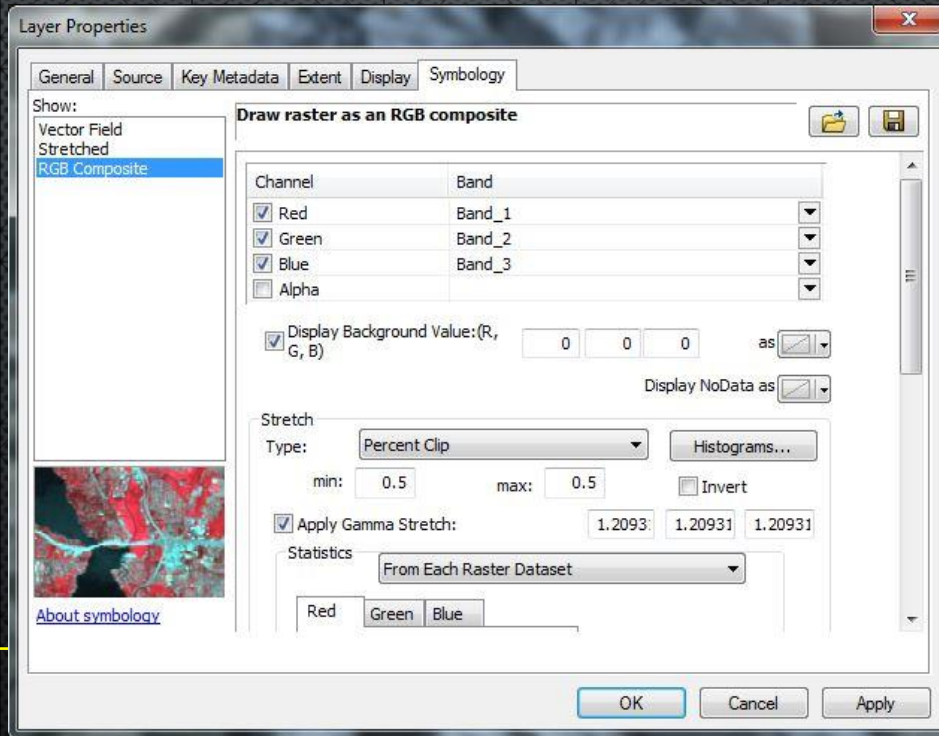 Layer Properties
General Source Key Metadata Extent Display Symbology
Show:
Vector Field
Stretched
RGB Composite
About symbology
Draw raster as an RGB composite
Channel Band
Red Band_1
Green Band_2
Blue Band_3
Alpha
Display Background Value:(R,
G, B) 0 0 0 as
Display NoData as
Stretch
Type: Percent Clip Histograms...
min: 0.5 max: 0.5 Invert
Apply Gamma Stretch: 1.2093 1.20931 1.20931
Statistics
From Each Raster Dataset
Red Green Blue
OK Cancel Apply